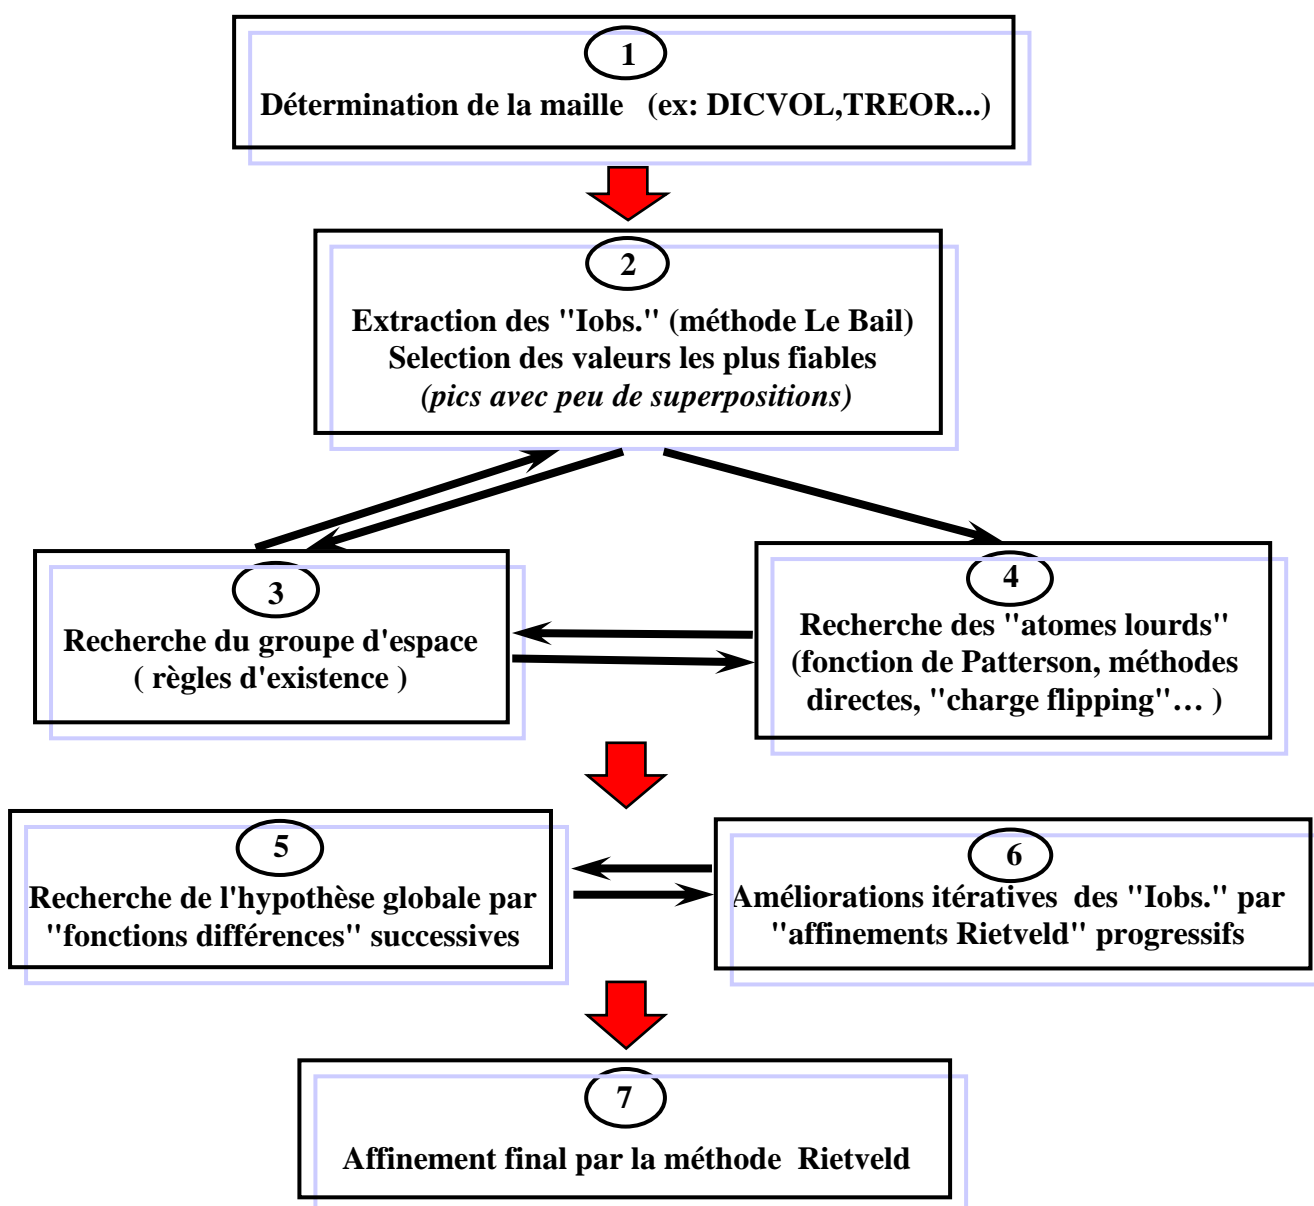 1
Détermination de la maille (ex: DICVOL,TREOR...)
2
Extraction des "Iobs." (méthode Le Bail)
Selection des valeurs les plus fiables
(pics avec peu de superpositions)
3
Recherche du groupe d'espace
( règles d'existence )
4
Recherche des "atomes lourds"
(fonction de Patterson, méthodes
directes, "charge flipping"… )
5
Recherche de l'hypothèse globale par
"fonctions différences" successives
6
Améliorations itératives des "Iobs." par
"affinements Rietveld" progressifs
7
Affinement final par la méthode Rietveld